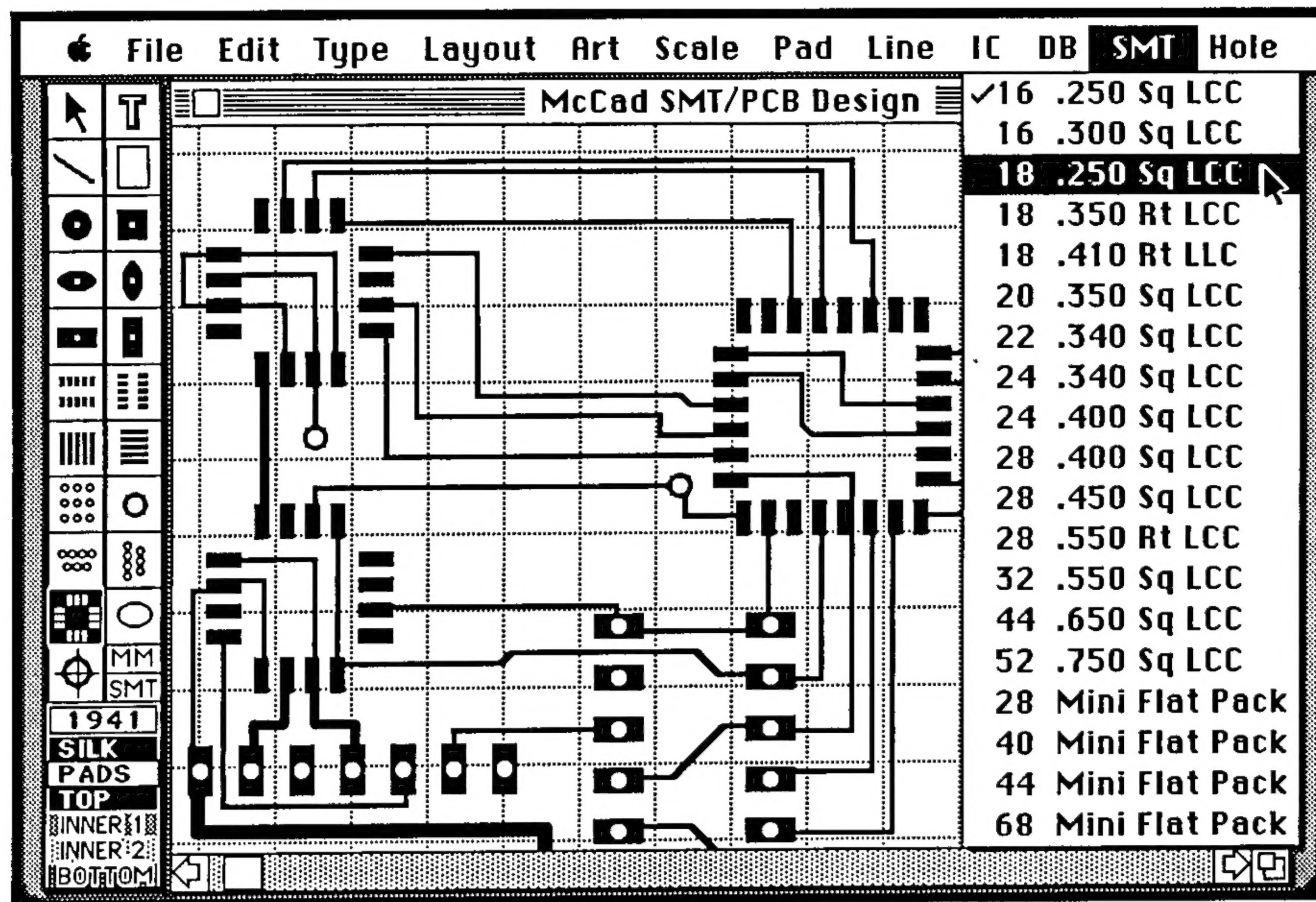 File Edit Type Layout Art Scale Pad Line IC DB SMT Hole
McCad SMT/PCB Design
✓16 .250 Sq LCC
16 .300 Sq LCC
18 .250 Sq LCC
18 .350 Rt LCC
18 .410 Rt LLC
20 .350 Sq LCC
22 .340 Sq LCC
24 .340 Sq LCC
24 .400 Sq LCC
28 .400 Sq LCC
28 .450 Sq LCC
28 .550 Rt LCC
32 .550 Sq LCC
44 .650 Sq LCC
52 .750 Sq LCC
28 Mini Flat Pack
40 Mini Flat Pack
44 Mini Flat Pack
68 Mini Flat Pack
T
MM
SMT
1941
SILK
PADS
TOP
INNER 1
INNER 2
BOTTOM